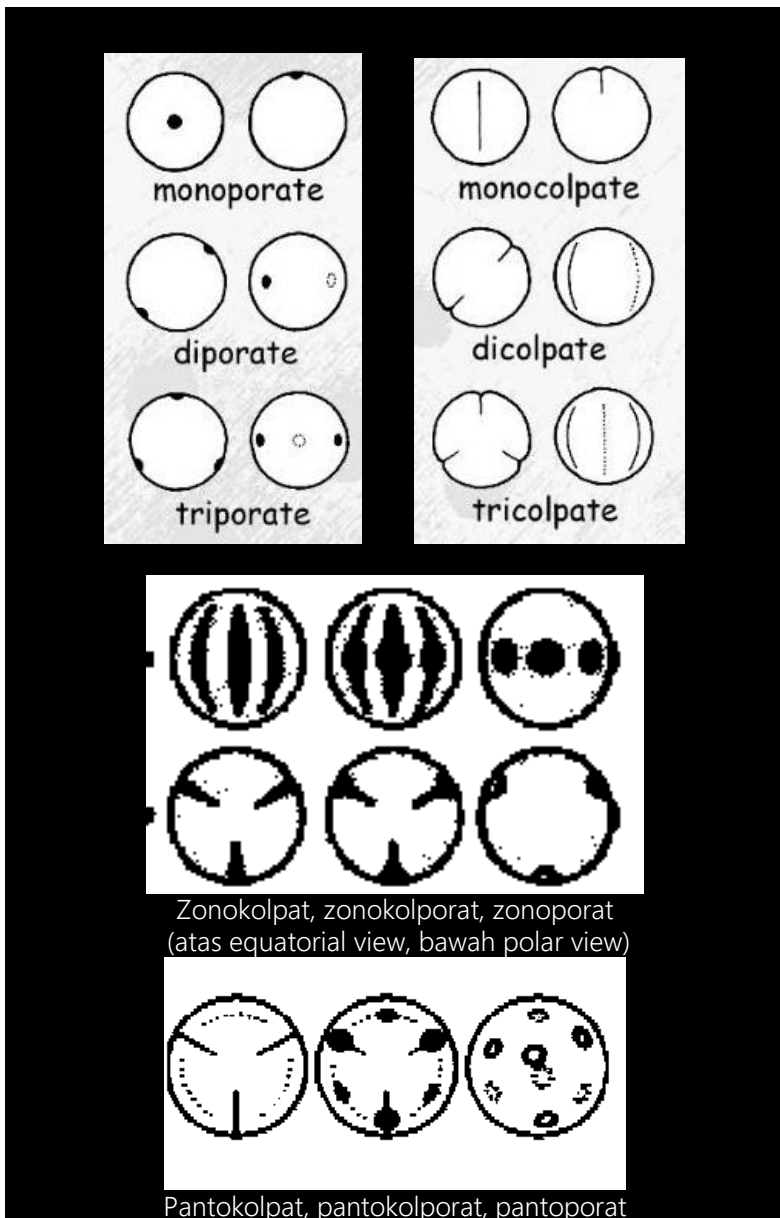 monoporate
monocolpate
diporate
dicolpate
triporate
tricolpate
Zonokolpat, zonokolporat, zonoporat
(atas equatorial view, bawah polar view)
Pantokolpat, pantokolporat, pantoporat